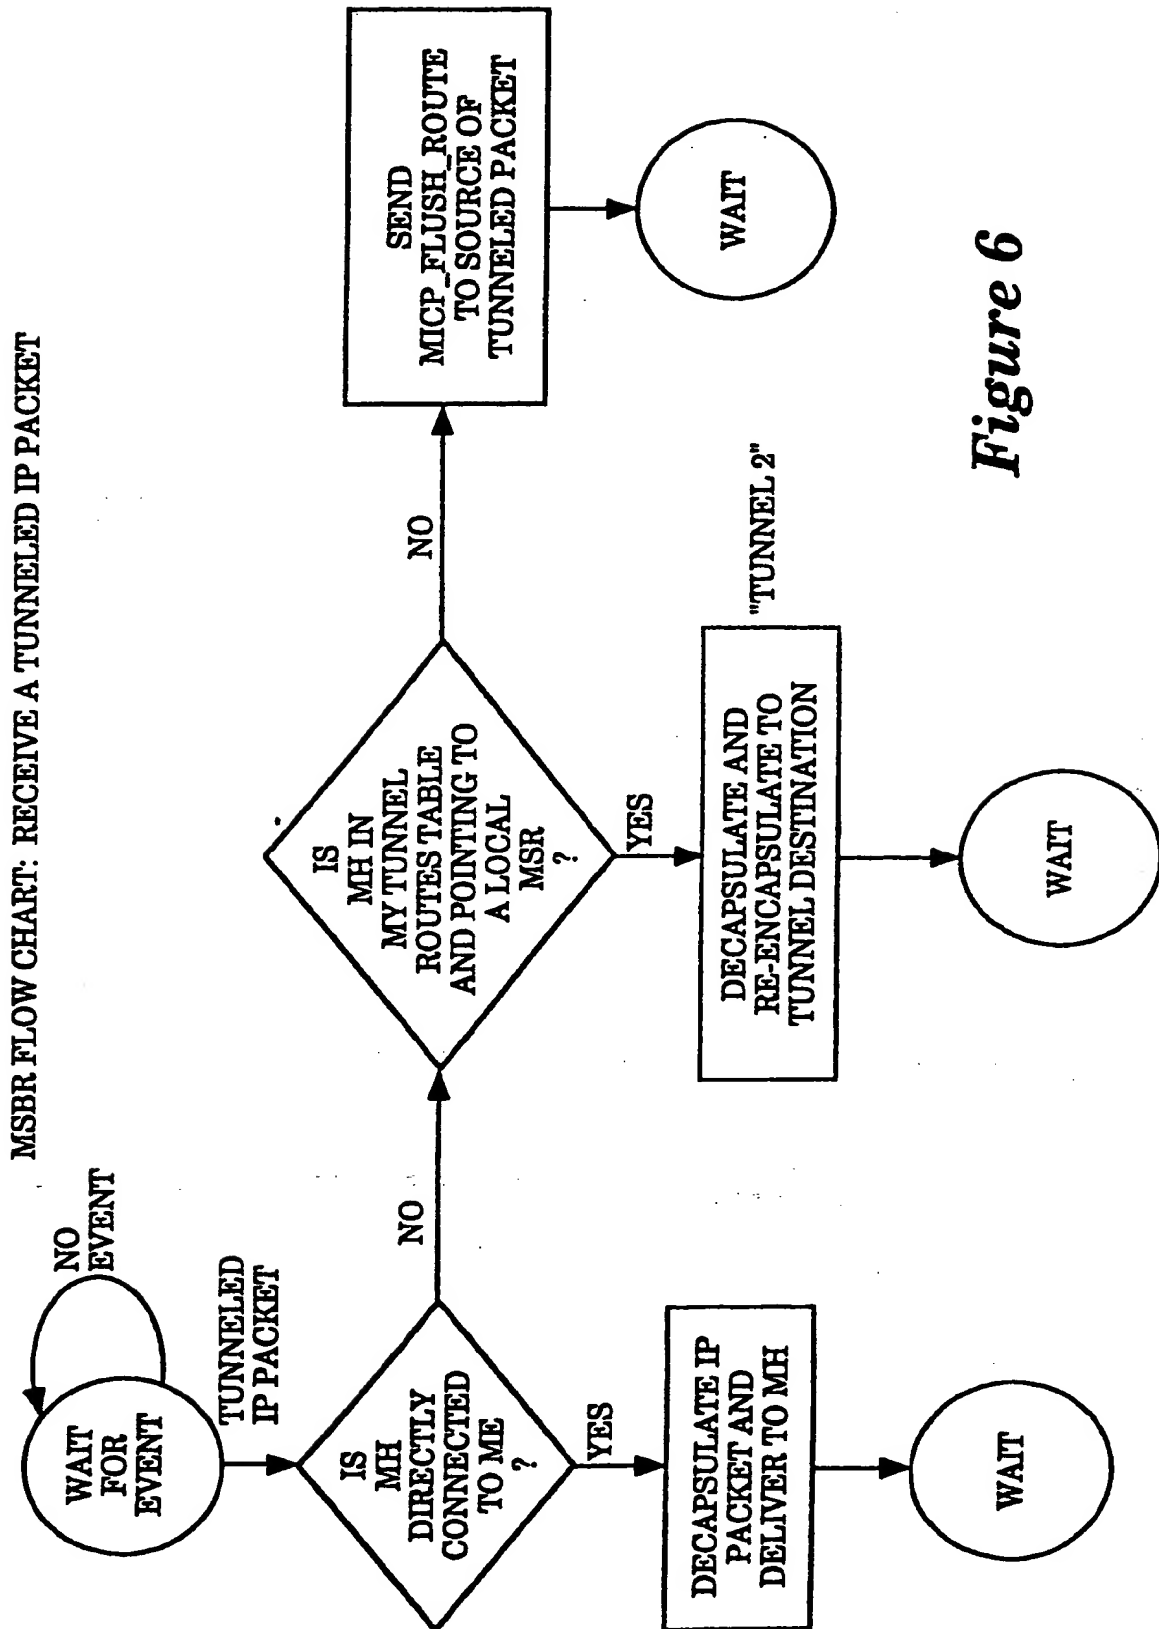 MSBR FLOW CHART: RECEIVE A TUNNELED IP PACKET
WAIT
FOR
EVENT
NO
EVENT
TUNNELED
IP PACKET
IS
MH
DIRECTLY
CONNECTED
TO ME
?
YES
DECAPSULATE IP
PACKET AND
DELIVER TO MH
WAIT
NO
IS
MH IN
MY TUNNEL
ROUTES TABLE
AND POINTING TO
A LOCAL
MSR
?
YES
DECAPSULATE AND
RE-ENCAPSULATE TO
TUNNEL DESTINATION
"TUNNEL 2"
WAIT
NO
SEND
MICP_FLUSH_ROUTE
TO SOURCE OF
TUNNELED PACKET
WAIT
Figure 6